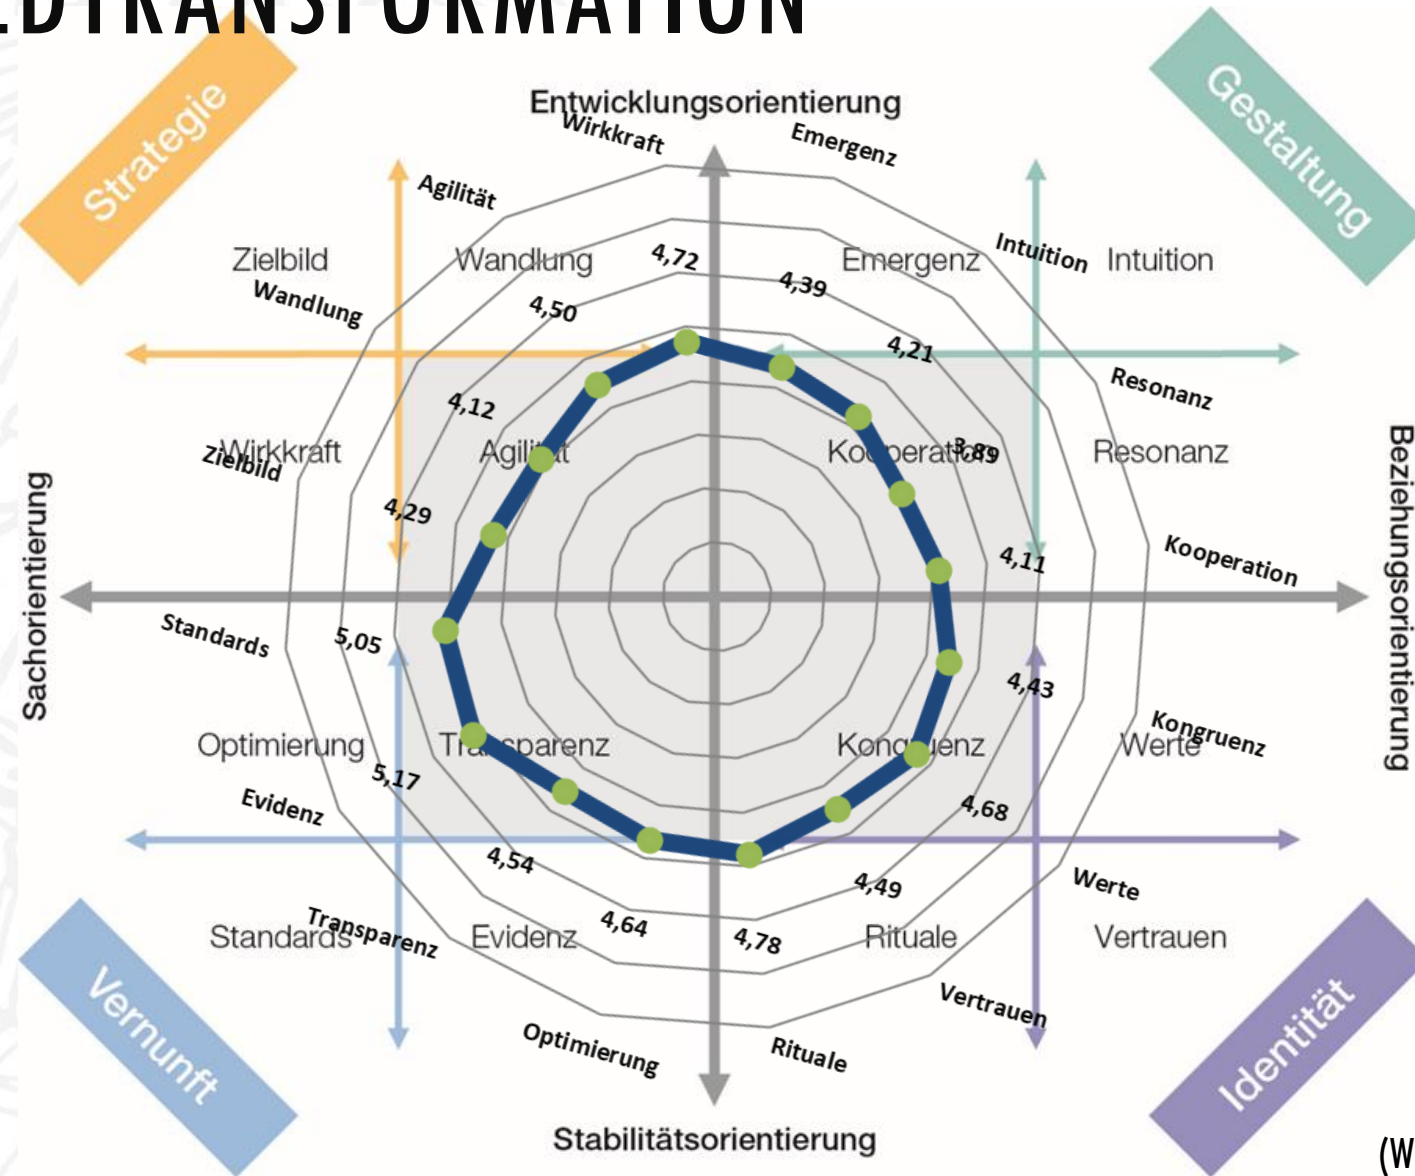 EDTRANSFORMATION
Strategie
Gestaltung
Entwicklungsorientierung
Wirkkraft
Emergenz
Agilität
Intuition
Zielbild
Wandlung
4,72
4,39
Emergenz
Intuition
Wandlung
4,50
4,21
Resonanz
4,12
Wirkkraft
Agilität
Kooperation
3,89
Resonanz
Zielbild
4,29
4,11
Kooperation
Sachorientierung
Beziehungsorientierung
Standards
5,05
4,43
Optimierung
Transparenz
Kongruenz
Werte
Kongruenz
5,17
4,68
Evidenz
4,54
4,49
Werte
Standards
Transparenz
Evidenz
4,64
4,78
Rituale
Vertrauen
Vertrauen
Optimierung
Rituale
Vernunft
Identität
Stabilitätsorientierung
(W